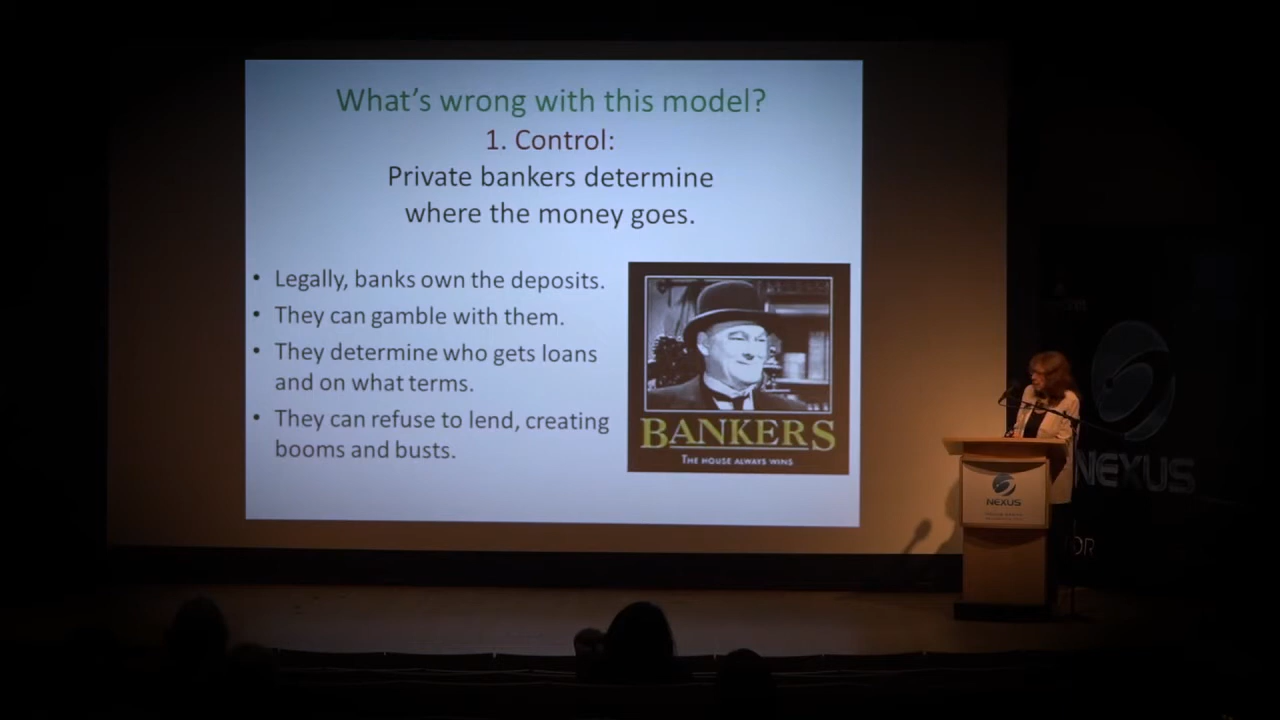 What's wrong with this model?
1. Control:
Private bankers determine
where the money goes.
• Legally, banks own the deposits.
• They can gamble with them.
• They determine who gets loans
and on what terms.
• They can refuse to lend, creating
booms and busts.
BANKERS
THE HOUSE ALWAYS WINS
NEXUS
NEXUS